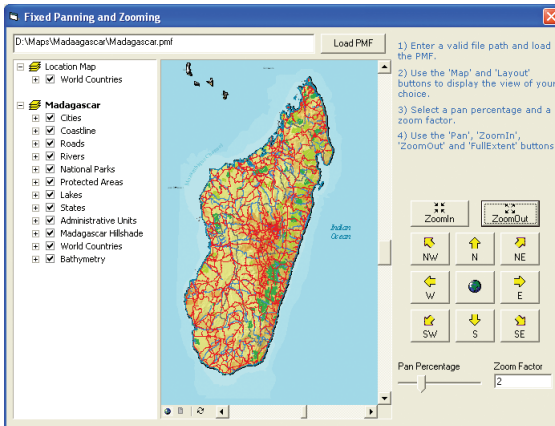 Fixed Panning and Zooming
D:\Maps\Madaagascar\Madagascar.pmf
Load PMF
Location Map
World Countries
Madagascar
Cities
Coastline
Roads
Rivers
National Parks
Protected Areas
Lakes
States
Administrative Units
Madagascar Hillshade
World Countries
Bathymetry
Indian
Ocean
1) Enter a valid file path and load
the PMF.
2) Use the 'Map' and 'Layout'
buttons to display the view of your
choice.
3) Select a pan percentage and a
zoom factor.
4) Use the 'Pan', 'ZoomIn',
'ZoomOut' and 'FullExtent' buttons
ZoomIn
ZoomOut
NW
N
NE
W
E
SW
S
SE
Pan Percentage
Zoom Factor
2